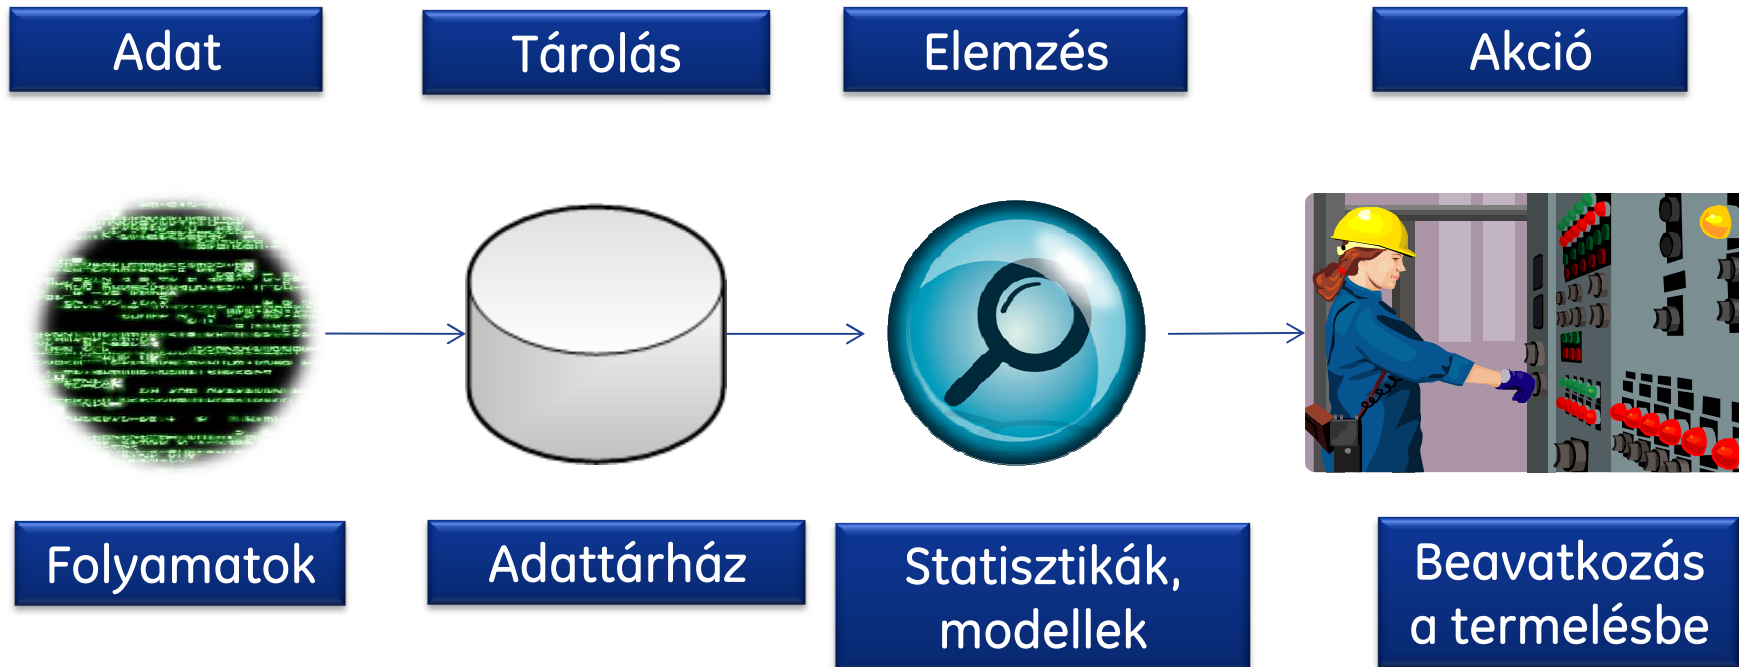 Adat
Tárolás
Elemzés
Akció
Folyamatok
Adattárház
Statisztikák,
modellek
Beavatkozás
a termelésbe